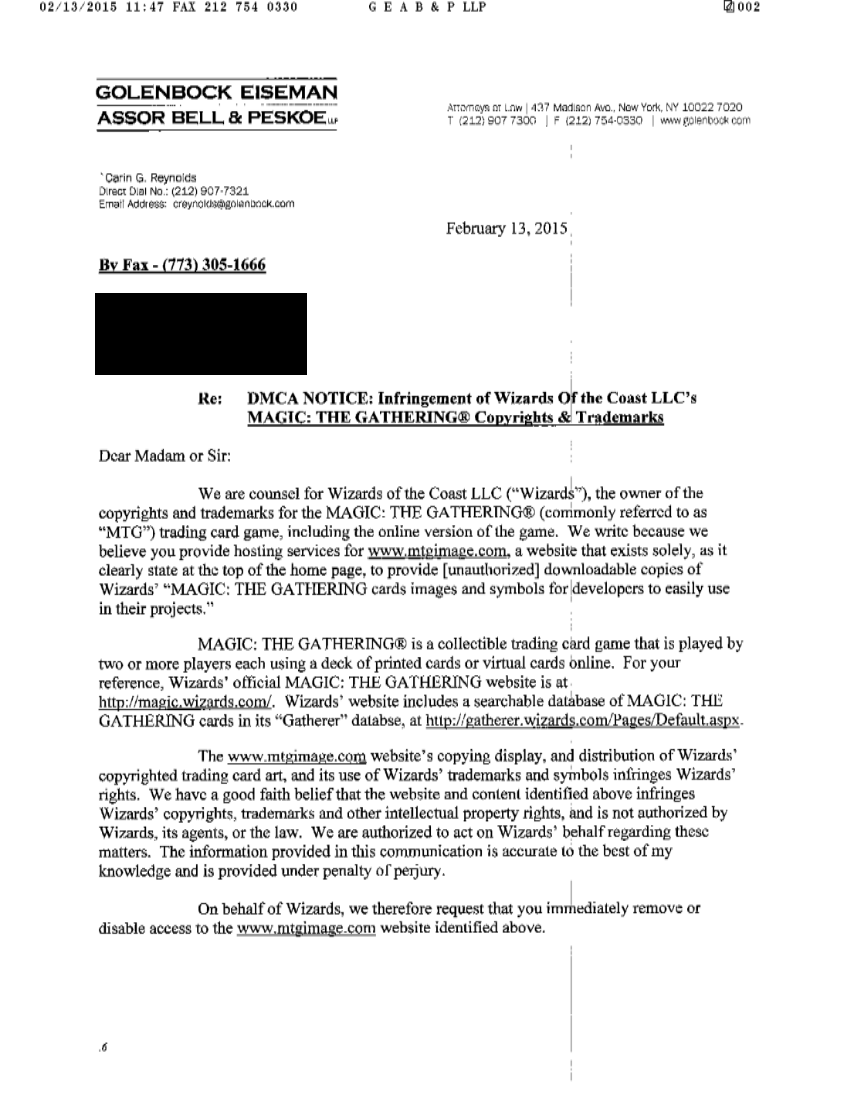 02/13/2015 11:47 FAX 212 754 0330 G E A B & P LLP 002
GOLENBOCK EISEMAN
ASSOR BELL & PESKOE LLP
Attorneys at Law | 437 Madison Ave., New York, NY 10022 7020
T (212) 907 7300 | F (212) 754-0330 | www.golenbock.com
Carin G. Reynolds
Direct Dial No.: (212) 907-7321
Email Address: creynolds@golenbock.com
February 13, 2015
By Fax - (773) 305-1666
Re: DMCA NOTICE: Infringement of Wizards Of the Coast LLC's
MAGIC: THE GATHERING® Copyrights & Trademarks
Dear Madam or Sir:
We are counsel for Wizards of the Coast LLC ("Wizards"), the owner of the
copyrights and trademarks for the MAGIC: THE GATHERING® (commonly referred to as
"MTG") trading card game, including the online version of the game. We write because we
believe you provide hosting services for www.mtgimage.com, a website that exists solely, as it
clearly state at the top of the home page, to provide [unauthorized] downloadable copies of
Wizards' "MAGIC: THE GATHERING cards images and symbols for developers to easily use
in their projects."
MAGIC: THE GATHERING® is a collectible trading card game that is played by
two or more players each using a deck of printed cards or virtual cards online. For your
reference, Wizards' official MAGIC: THE GATHERING website is at
http://magic.wizards.com/. Wizards' website includes a searchable database of MAGIC: THE
GATHERING cards in its "Gatherer" databse, at http://gatherer.wizards.com/Pages/Default.aspx.
The www.mtgimage.com website's copying display, and distribution of Wizards'
copyrighted trading card art, and its use of Wizards' trademarks and symbols infringes Wizards'
rights. We have a good faith belief that the website and content identified above infringes
Wizards' copyrights, trademarks and other intellectual property rights, and is not authorized by
Wizards, its agents, or the law. We are authorized to act on Wizards' behalf regarding these
matters. The information provided in this communication is accurate to the best of my
knowledge and is provided under penalty of perjury.
On behalf of Wizards, we therefore request that you immediately remove or
disable access to the www.mtgimage.com website identified above.
.6